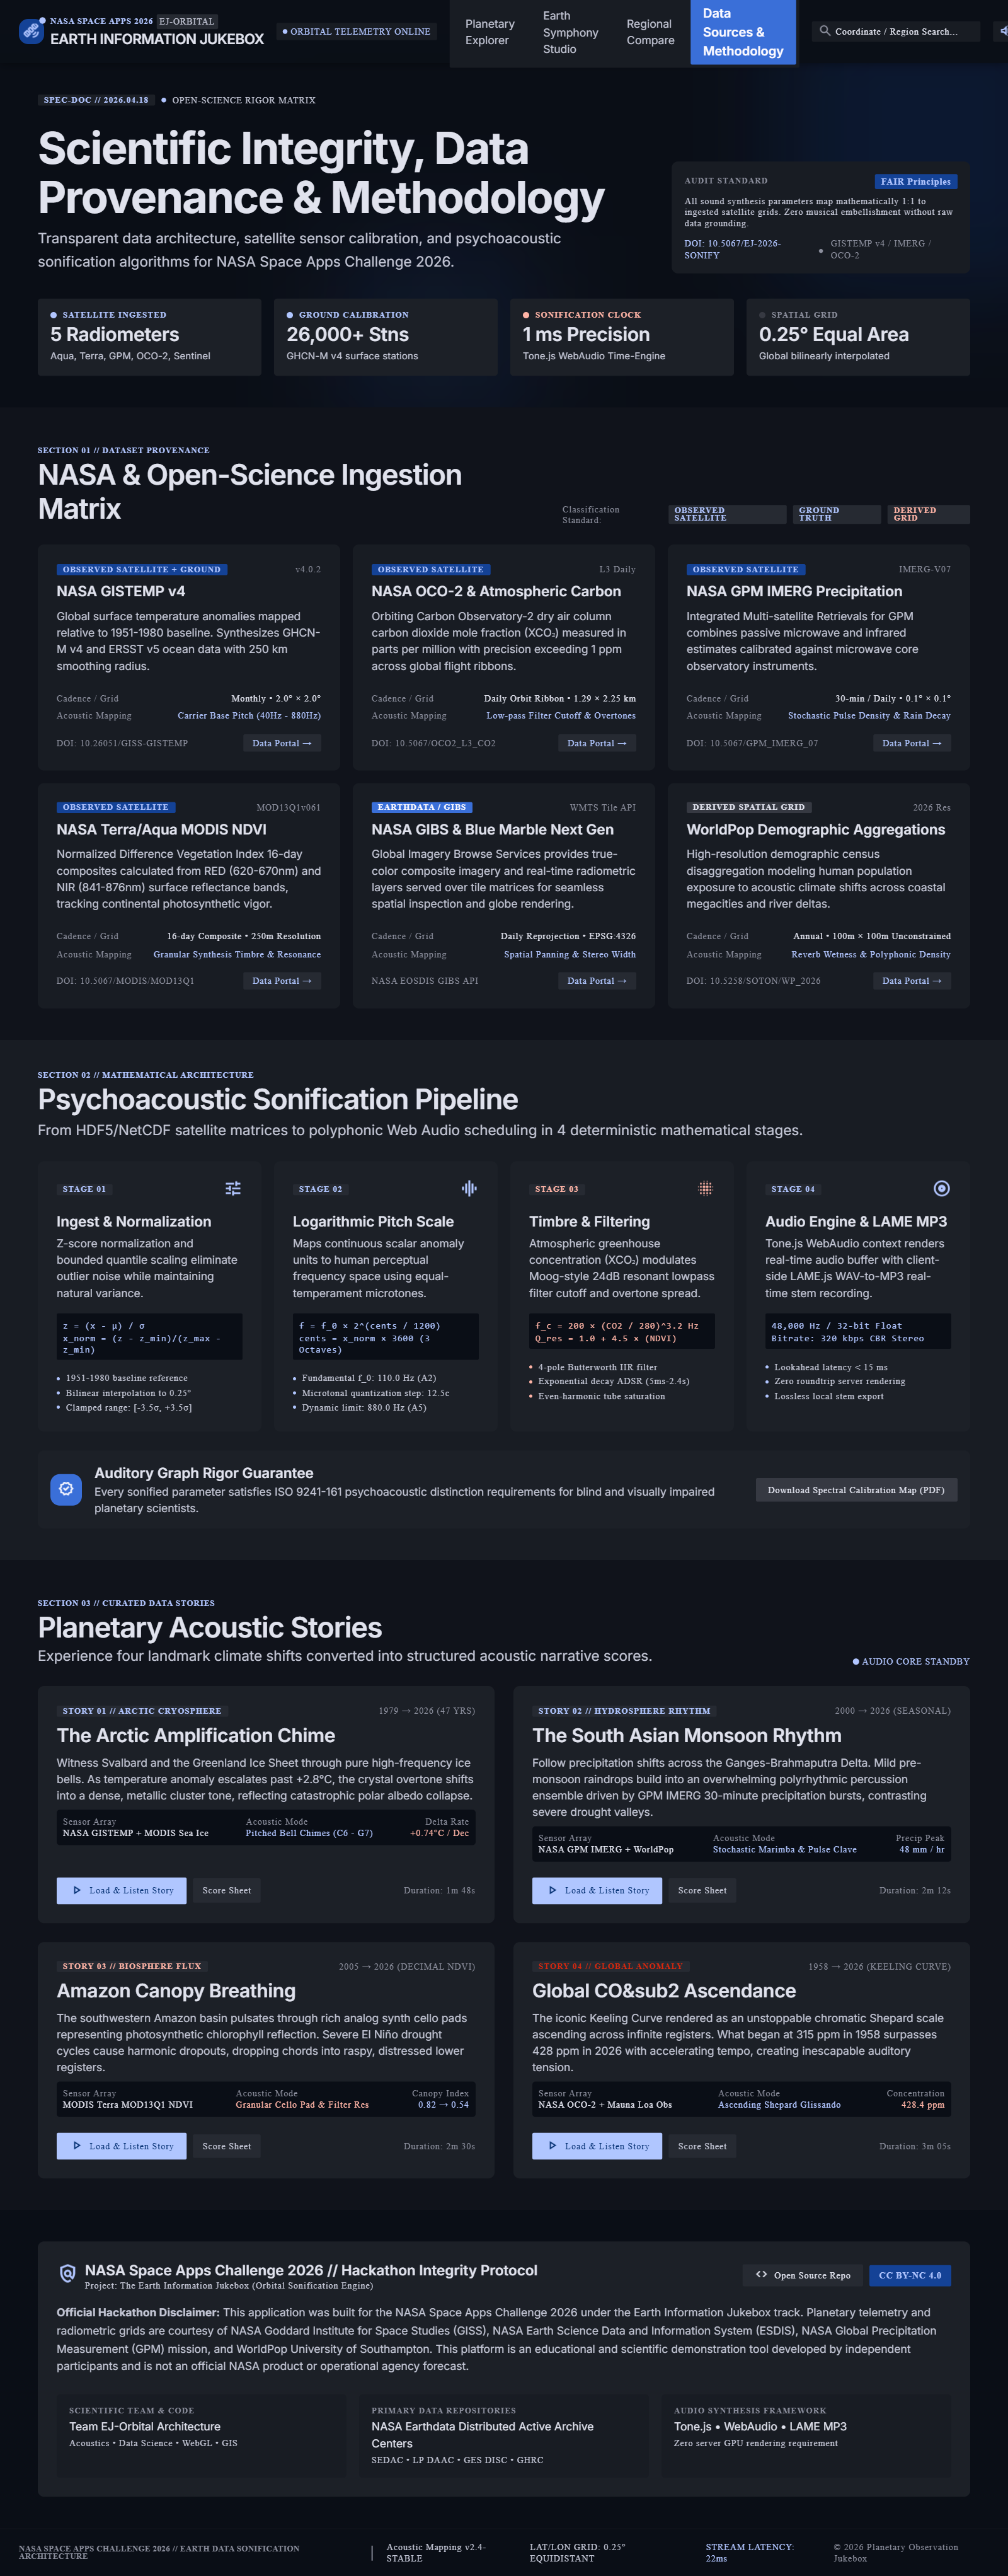 NASA SPACE APPS 2026 EJ-ORBITAL
EARTH INFORMATION JUKEBOX
ORBITAL TELEMETRY ONLINE
Planetary
Explorer
Earth
Symphony
Studio
Regional
Compare
Data
Sources &
Methodology
Coordinate / Region Search...
SPEC-DOC // 2026.04.18 • OPEN-SCIENCE RIGOR MATRIX
Scientific Integrity, Data
Provenance & Methodology
Transparent data architecture, satellite sensor calibration, and psychoacoustic
sonification algorithms for NASA Space Apps Challenge 2026.
AUDIT STANDARD
FAIR Principles
All sound synthesis parameters map mathematically 1:1 to
ingested satellite grids. Zero musical embellishment without raw
data grounding.
DOI: 10.5067/EJ-2026-
SONIFY
•
GISTEMP v4 / IMERG /
OCO-2
SATELLITE INGESTED
5 Radiometers
Aqua, Terra, GPM, OCO-2, Sentinel
GROUND CALIBRATION
26,000+ Stns
GHCN-M v4 surface stations
SONIFICATION CLOCK
1 ms Precision
Tone.js WebAudio Time-Engine
SPATIAL GRID
0.25° Equal Area
Global bilinearly interpolated
SECTION 01 // DATASET PROVENANCE
NASA & Open-Science Ingestion
Matrix
Classification
Standard:
OBSERVED
SATELLITE
GROUND
TRUTH
DERIVED
GRID
OBSERVED SATELLITE + GROUND
v4.0.2
NASA GISTEMP v4
Global surface temperature anomalies mapped
relative to 1951-1980 baseline. Synthesizes GHCN-
M v4 and ERSST v5 ocean data with 250 km
smoothing radius.
Cadence / Grid
Monthly • 2.0° × 2.0°
Acoustic Mapping
Carrier Base Pitch (40Hz - 880Hz)
DOI: 10.26051/GISS-GISTEMP
Data Portal →
OBSERVED SATELLITE
L3 Daily
NASA OCO-2 & Atmospheric Carbon
Orbiting Carbon Observatory-2 dry air column
carbon dioxide mole fraction (XCO₂) measured in
parts per million with precision exceeding 1 ppm
across global flight ribbons.
Cadence / Grid
Daily Orbit Ribbon • 1.29 × 2.25 km
Acoustic Mapping
Low-pass Filter Cutoff & Overtones
DOI: 10.5067/OCO2_L3_CO2
Data Portal →
OBSERVED SATELLITE
IMERG-V07
NASA GPM IMERG Precipitation
Integrated Multi-satellite Retrievals for GPM
combines passive microwave and infrared
estimates calibrated against microwave core
observatory instruments.
Cadence / Grid
30-min / Daily • 0.1° × 0.1°
Acoustic Mapping
Stochastic Pulse Density & Rain Decay
DOI: 10.5067/GPM_IMERG_07
Data Portal →
OBSERVED SATELLITE
MOD13Q1v061
NASA Terra/Aqua MODIS NDVI
Normalized Difference Vegetation Index 16-day
composites calculated from RED (620-670nm) and
NIR (841-876nm) surface reflectance bands,
tracking continental photosynthetic vigor.
Cadence / Grid
16-day Composite • 250m Resolution
Acoustic Mapping
Granular Synthesis Timbre & Resonance
DOI: 10.5067/MODIS/MOD13Q1
Data Portal →
EARTHDATA / GIBS
WMTS Tile API
NASA GIBS & Blue Marble Next Gen
Global Imagery Browse Services provides true-
color composite imagery and real-time radiometric
layers served over tile matrices for seamless
spatial inspection and globe rendering.
Cadence / Grid
Daily Reprojection • EPSG:4326
Acoustic Mapping
Spatial Panning & Stereo Width
NASA EOSDIS GIBS API
Data Portal →
DERIVED SPATIAL GRID
2026 Res
WorldPop Demographic Aggregations
High-resolution demographic census
disaggregation modeling human population
exposure to acoustic climate shifts across coastal
megacities and river deltas.
Cadence / Grid
Annual • 100m × 100m Unconstrained
Acoustic Mapping
Reverb Wetness & Polyphonic Density
DOI: 10.5258/SOTON/WP_2026
Data Portal →
SECTION 02 // MATHEMATICAL ARCHITECTURE
Psychoacoustic Sonification Pipeline
From HDF5/NetCDF satellite matrices to polyphonic Web Audio scheduling in 4 deterministic mathematical stages.
STAGE 01
Ingest & Normalization
Z-score normalization and
bounded quantile scaling eliminate
outlier noise while maintaining
natural variance.
z = (x - μ) / σ
x_norm = (z - z_min)/(z_max -
z_min)
• 1951-1980 baseline reference
• Bilinear interpolation to 0.25°
• Clamped range: [-3.5σ, +3.5σ]
STAGE 02
Logarithmic Pitch Scale
Maps continuous scalar anomaly
units to human perceptual
frequency space using equal-
temperament microtones.
f = f_0 × 2^(cents / 1200)
cents = x_norm × 3600 (3
Octaves)
• Fundamental f_0: 110.0 Hz (A2)
• Microtonal quantization step: 12.5c
• Dynamic limit: 880.0 Hz (A5)
STAGE 03
Timbre & Filtering
Atmospheric greenhouse
concentration (XCO₂) modulates
Moog-style 24dB resonant lowpass
filter cutoff and overtone spread.
f_c = 200 × (CO2 / 280)^3.2 Hz
Q_res = 1.0 + 4.5 × (NDVI)
• 4-pole Butterworth IIR filter
• Exponential decay ADSR (5ms-2.4s)
• Even-harmonic tube saturation
STAGE 04
Audio Engine & LAME MP3
Tone.js WebAudio context renders
real-time audio buffer with client-
side LAME.js WAV-to-MP3 real-
time stem recording.
48,000 Hz / 32-bit Float
Bitrate: 320 kbps CBR Stereo
• Lookahead latency < 15 ms
• Zero roundtrip server rendering
• Lossless local stem export
Auditory Graph Rigor Guarantee
Every sonified parameter satisfies ISO 9241-161 psychoacoustic distinction requirements for blind and visually impaired
planetary scientists.
Download Spectral Calibration Map (PDF)
SECTION 03 // CURATED DATA STORIES
Planetary Acoustic Stories
Experience four landmark climate shifts converted into structured acoustic narrative scores.
AUDIO CORE STANDBY
STORY 01 // ARCTIC CRYOSPHERE
1979 → 2026 (47 YRS)
The Arctic Amplification Chime
Witness Svalbard and the Greenland Ice Sheet through pure high-frequency ice
bells. As temperature anomaly escalates past +2.8°C, the crystal overtone shifts
into a dense, metallic cluster tone, reflecting catastrophic polar albedo collapse.
Sensor Array
NASA GISTEMP + MODIS Sea Ice
Acoustic Mode
Pitched Bell Chimes (C6 - G7)
Delta Rate
+0.74°C / Dec
Load & Listen Story
Score Sheet
Duration: 1m 48s
STORY 02 // HYDROSPHERE RHYTHM
2000 → 2026 (SEASONAL)
The South Asian Monsoon Rhythm
Follow precipitation shifts across the Ganges-Brahmaputra Delta. Mild pre-
monsoon raindrops build into an overwhelming polyrhythmic percussion
ensemble driven by GPM IMERG 30-minute precipitation bursts, contrasting
severe drought valleys.
Sensor Array
NASA GPM IMERG + WorldPop
Acoustic Mode
Stochastic Marimba & Pulse Clave
Precip Peak
48 mm / hr
Load & Listen Story
Score Sheet
Duration: 2m 12s
STORY 03 // BIOSPHERE FLUX
2005 → 2026 (DECIMAL NDVI)
Amazon Canopy Breathing
The southwestern Amazon basin pulsates through rich analog synth cello pads
representing photosynthetic chlorophyll reflection. Severe El Niño drought
cycles cause harmonic dropouts, dropping chords into raspy, distressed lower
registers.
Sensor Array
MODIS Terra MOD13Q1 NDVI
Acoustic Mode
Granular Cello Pad & Filter Res
Canopy Index
0.82 → 0.54
Load & Listen Story
Score Sheet
Duration: 2m 30s
STORY 04 // GLOBAL ANOMALY
1958 → 2026 (KEELING CURVE)
Global CO&sub2 Ascendance
The iconic Keeling Curve rendered as an unstoppable chromatic Shepard scale
ascending across infinite registers. What began at 315 ppm in 1958 surpasses
428 ppm in 2026 with accelerating tempo, creating inescapable auditory
tension.
Sensor Array
NASA OCO-2 + Mauna Loa Obs
Acoustic Mode
Ascending Shepard Glissando
Concentration
428.4 ppm
Load & Listen Story
Score Sheet
Duration: 3m 05s
NASA Space Apps Challenge 2026 // Hackathon Integrity Protocol
Project: The Earth Information Jukebox (Orbital Sonification Engine)
Open Source Repo
CC BY-NC 4.0
Official Hackathon Disclaimer: This application was built for the NASA Space Apps Challenge 2026 under the Earth Information Jukebox track. Planetary telemetry and
radiometric grids are courtesy of NASA Goddard Institute for Space Studies (GISS), NASA Earth Science Data and Information System (ESDIS), NASA Global Precipitation
Measurement (GPM) mission, and WorldPop University of Southampton. This platform is an educational and scientific demonstration tool developed by independent
participants and is not an official NASA product or operational agency forecast.
SCIENTIFIC TEAM & CODE
Team EJ-Orbital Architecture
Acoustics • Data Science • WebGL • GIS
PRIMARY DATA REPOSITORIES
NASA Earthdata Distributed Active Archive
Centers
SEDAC • LP DAAC • GES DISC • GHRC
AUDIO SYNTHESIS FRAMEWORK
Tone.js • WebAudio • LAME MP3
Zero server GPU rendering requirement
NASA SPACE APPS CHALLENGE 2026 // EARTH DATA SONIFICATION
ARCHITECTURE
Acoustic Mapping v2.4-
STABLE
LAT/LON GRID: 0.25°
EQUIDISTANT
STREAM LATENCY:
22ms
© 2026 Planetary Observation
Jukebox